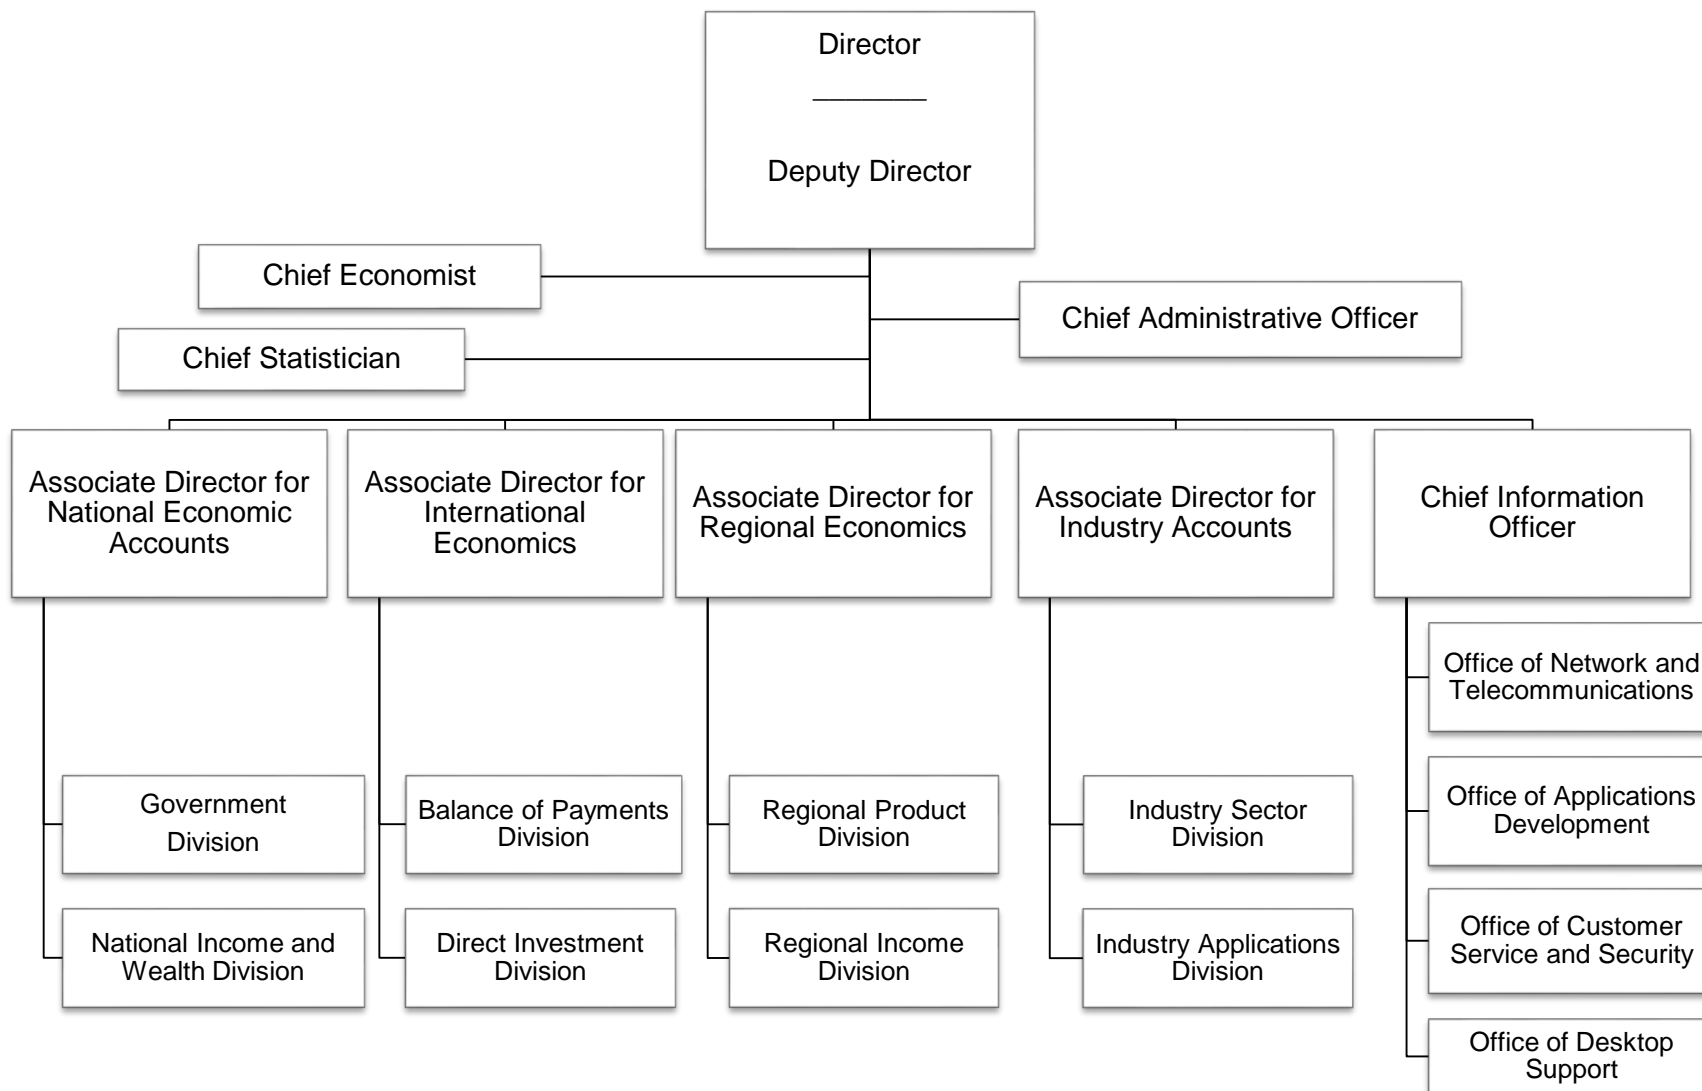 Director
_______
Deputy Director
Chief Economist
Chief Administrative Officer
Chief Statistician
Associate Director for
National Economic
Accounts
Associate Director for
International
Economics
Associate Director for
Regional Economics
Associate Director for
Industry Accounts
Chief Information
Officer
Office of Network and
Telecommunications
Government
Division
Balance of Payments
Division
Regional Product
Division
Industry Sector
Division
Office of Applications
Development
National Income and
Wealth Division
Direct Investment
Division
Regional Income
Division
Industry Applications
Division
Office of Customer
Service and Security
Office of Desktop
Support